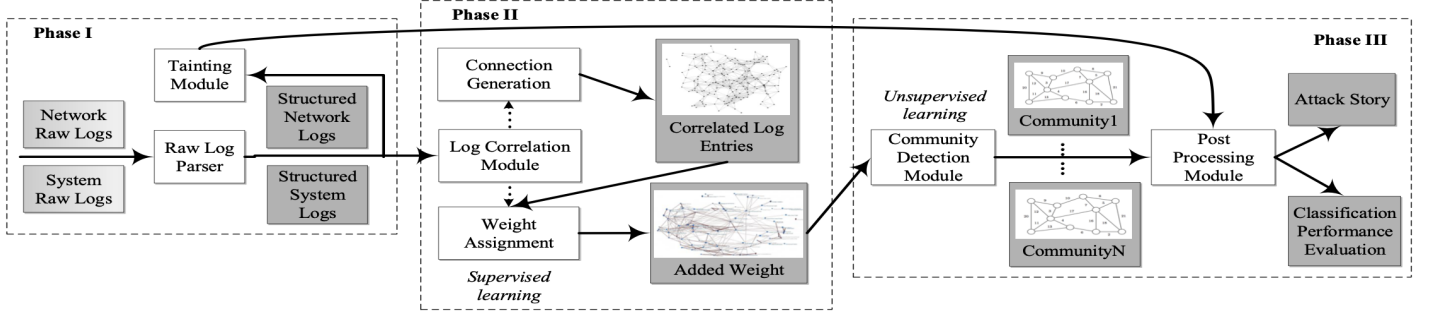 Phase I
Tainting
Module
Network
Raw Logs
System
Raw Logs
Raw Log
Parser
Structured
Network
Logs
Structured
System
Logs
Phase II
Connection
Generation
Log Correlation
Module
Weight
Assignment
Supervised
learning
Correlated Log
Entries
Added Weight
Phase III
Unsupervised
learning
Community
Detection
Module
Community1
CommunityN
Post
Processing
Module
Attack Story
Classification
Performance
Evaluation